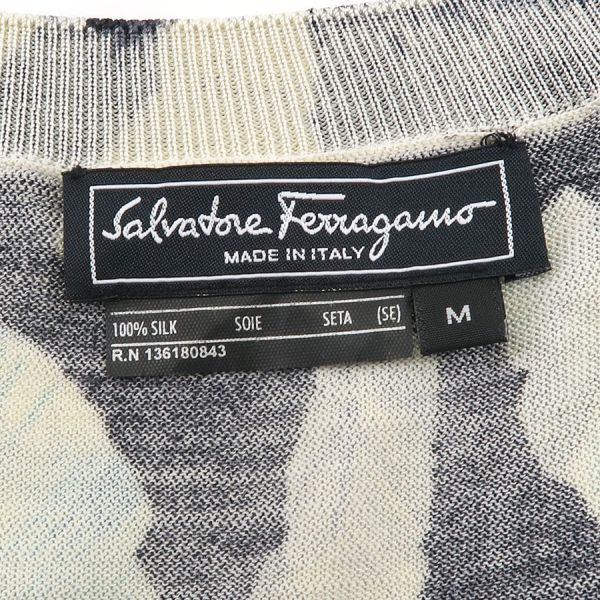 Salvatore Ferragamo
MADE IN ITALY
100% SILK SOIE SETA (SE)
R.N 136180843
M